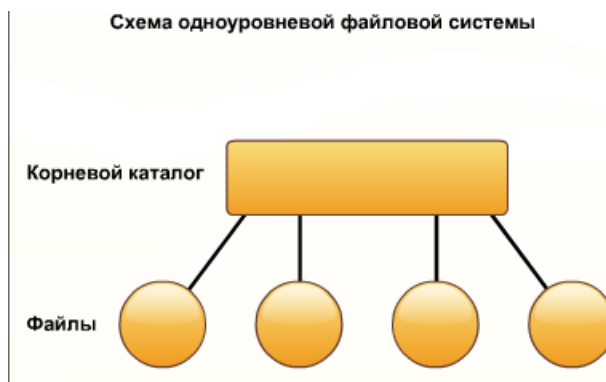 Схема одноуровневой файловой системы
Корневой каталог
Файлы